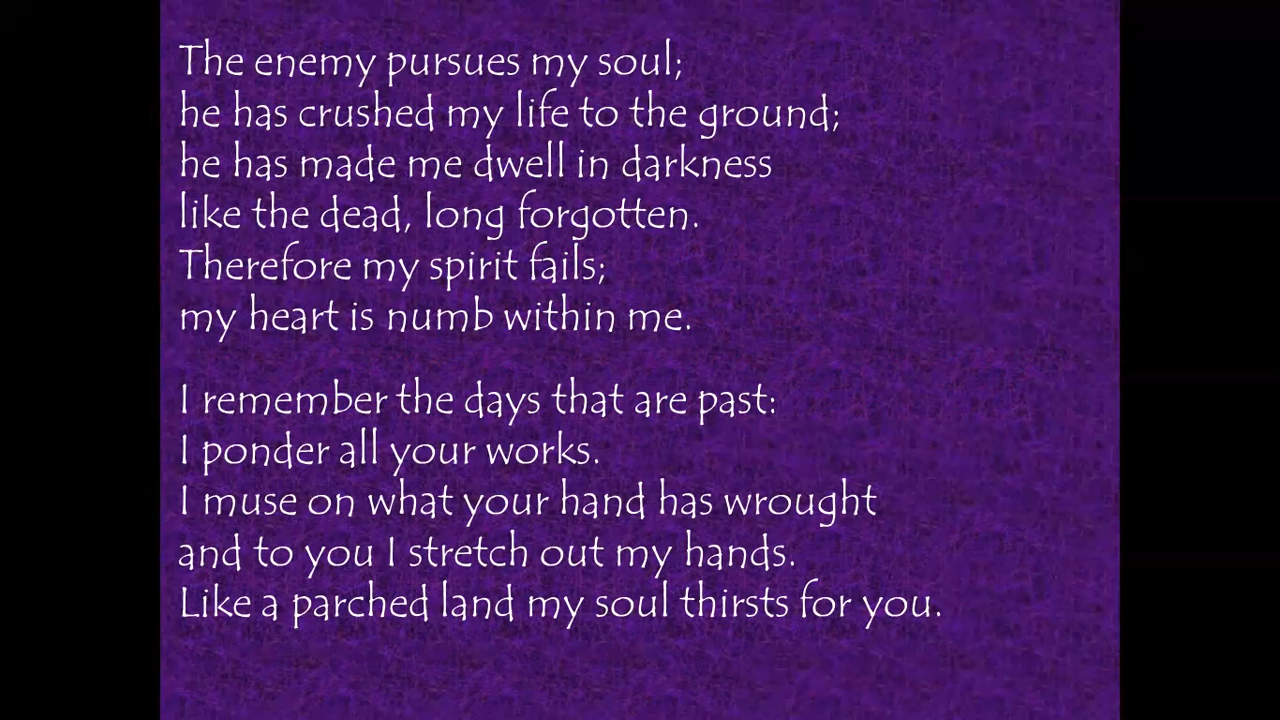 The enemy pursues my soul;
he has crushed my life to the ground;
he has made me dwell in darkness
like the dead, long forgotten.
Therefore my spirit fails;
my heart is numb within me.
I remember the days that are past:
I ponder all your works.
I muse on what your hand has wrought
and to you I stretch out my hands.
Like a parched land my soul thirsts for you.